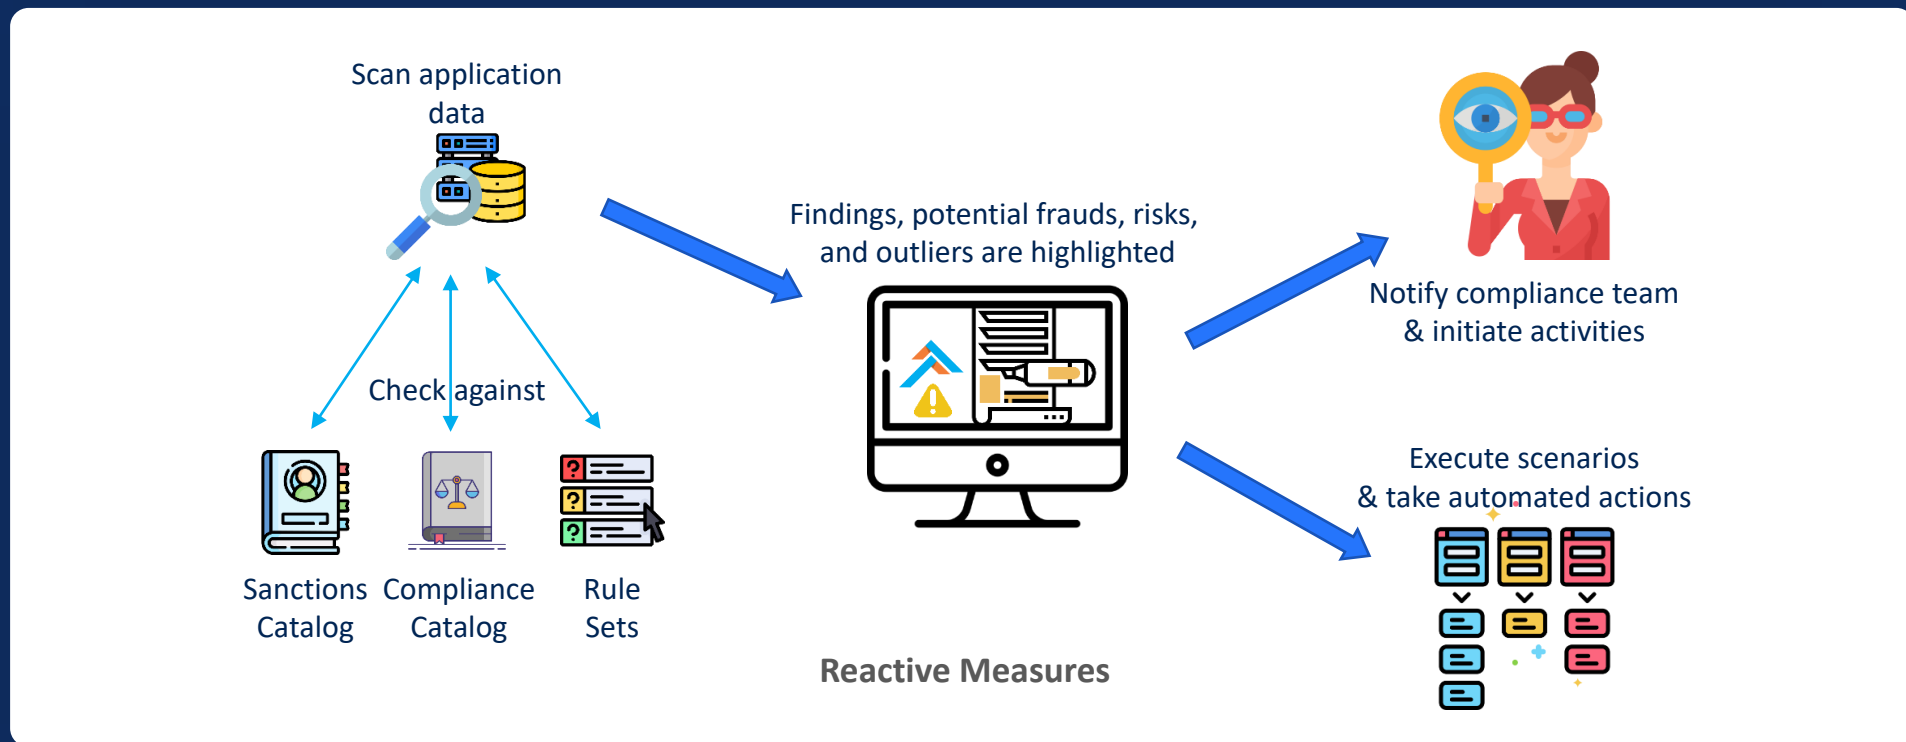 Scan application
data
Check against
Sanctions
Catalog
Compliance
Catalog
Rule
Sets
Findings, potential frauds, risks,
and outliers are highlighted
Notify compliance team
& initiate activities
Execute scenarios
& take automated actions
Reactive Measures